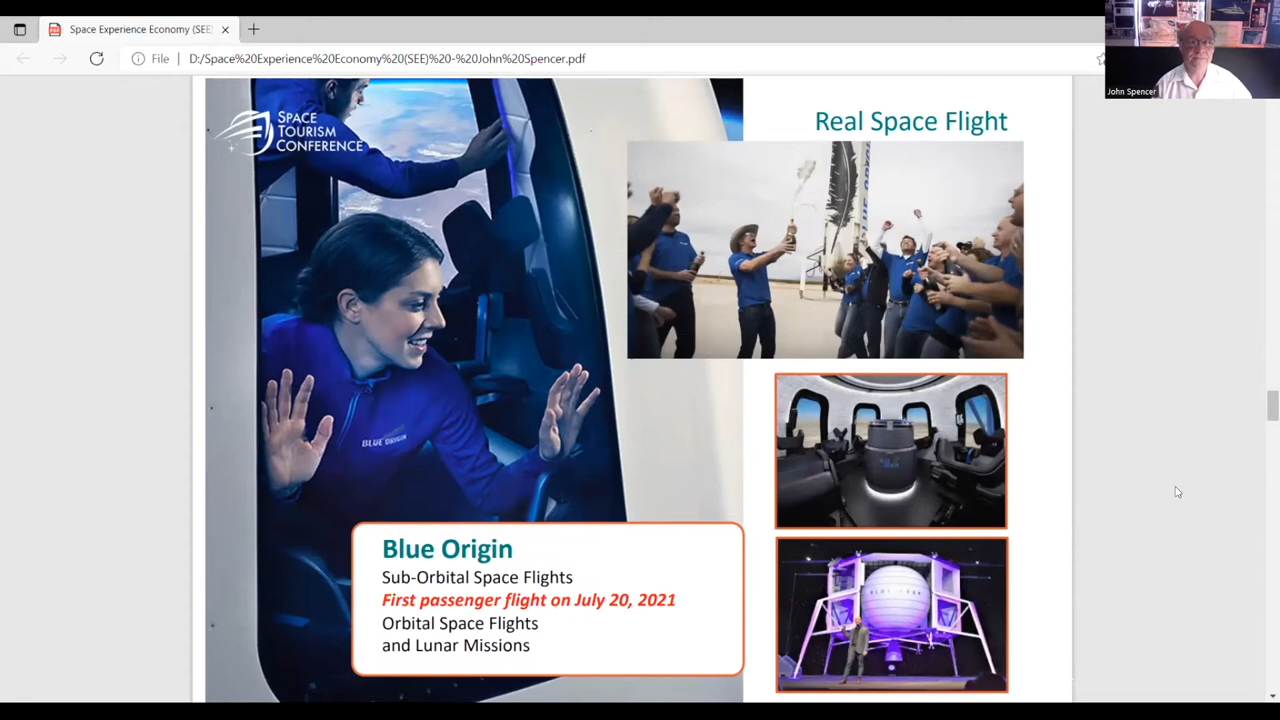 Space Experience Economy (SEE)
File
D:/Space%20Experience%20Economy%20(SEE)%20-%20John%20Spencer.pdf
John Spencer
SPACE
TOURISM
CONFERENCE
Real Space Flight
BLUE ORIGIN
Blue Origin
Sub-Orbital Space Flights
First passenger flight on July 20, 2021
Orbital Space Flights
and Lunar Missions